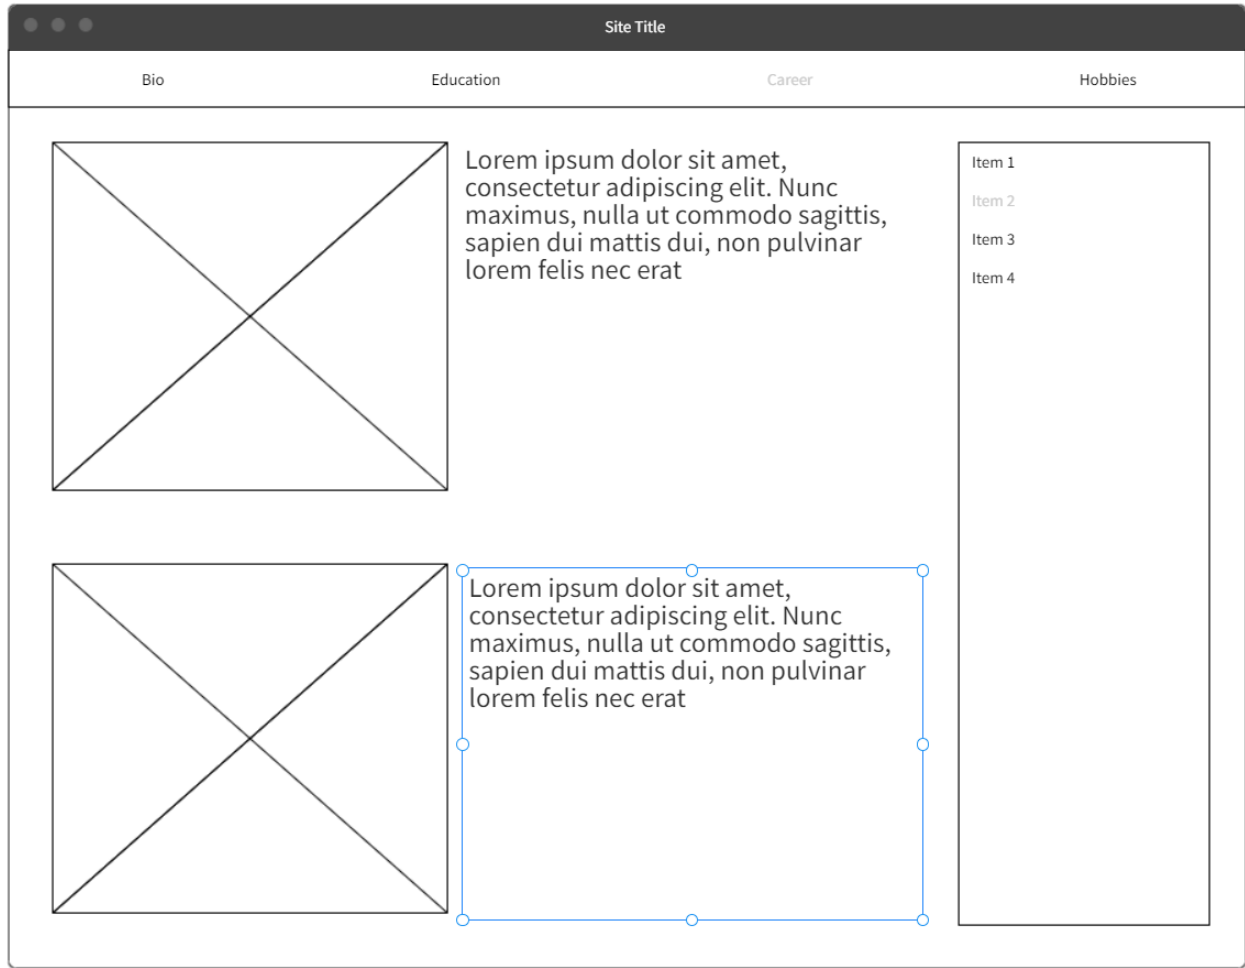 Site Title
Bio
Education
Career
Hobbies
Lorem ipsum dolor sit amet,
consectetur adipiscing elit. Nunc
maximus, nulla ut commodo sagittis,
sapien dui mattis dui, non pulvinar
lorem felis nec erat
Lorem ipsum dolor sit amet,
consectetur adipiscing elit. Nunc
maximus, nulla ut commodo sagittis,
sapien dui mattis dui, non pulvinar
lorem felis nec erat
Item 1
Item 2
Item 3
Item 4